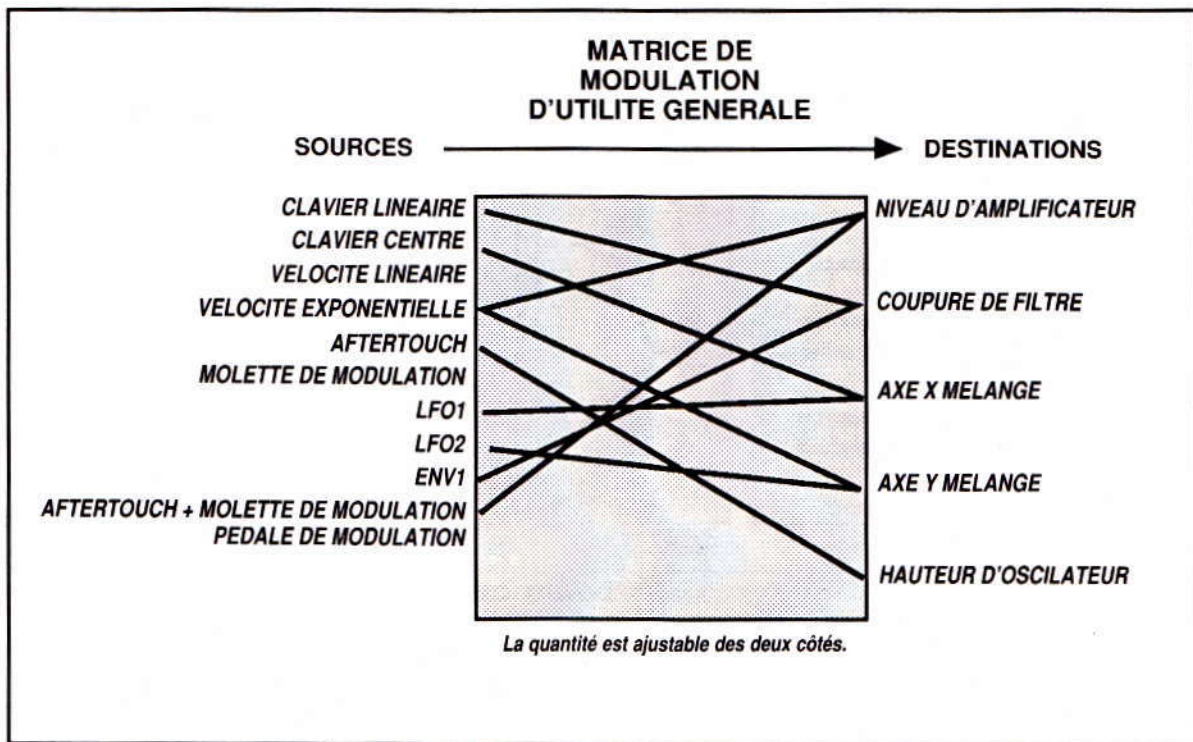 MATRICE DE
MODULATION
D'UTILITE GENERALE
SOURCES
DESTINATIONS
CLAVIER LINEAIRE
CLAVIER CENTRE
VELOCITE LINEAIRE
VELOCITE EXPONENTIELLE
AFTERTOUCH
MOLETTE DE MODULATION
LFO1
LFO2
ENV1
AFTERTOUCH + MOLETTE DE MODULATION
PEDALE DE MODULATION
NIVEAU D'AMPLIFICATEUR
COUPURE DE FILTRE
AXE X MELANGE
AXE Y MELANGE
HAUTEUR D'OSCILATEUR
La quantité est ajustable des deux côtés.